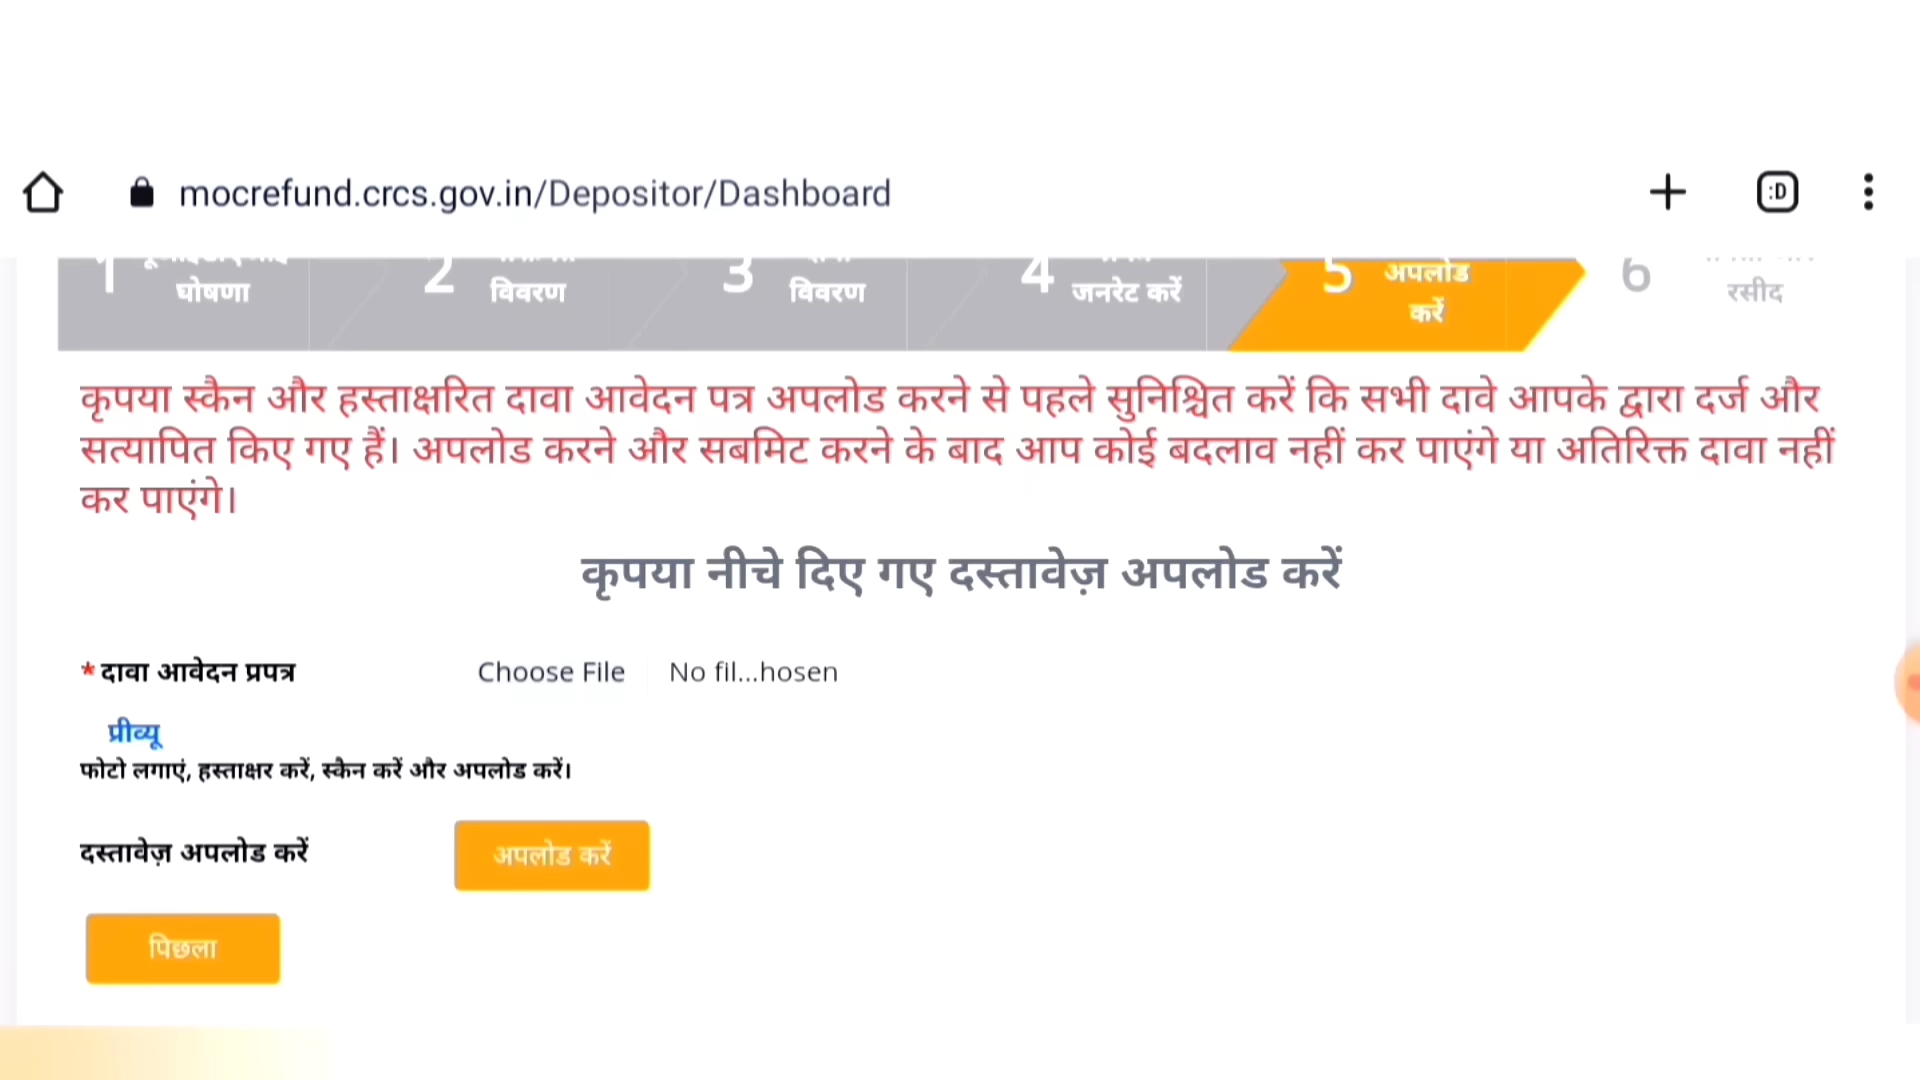 mocrefund.crcs.gov.in/Depositor/Dashboard
:D
1 घोषणा
2 विवरण
3 विवरण
4 जनरेट करें
5 अपलोड करें
6 रसीद
कृपया स्कैन और हस्ताक्षरित दावा आवेदन पत्र अपलोड करने से पहले सुनिश्चित करें कि सभी दावे आपके द्वारा दर्ज और
सत्यापित किए गए हैं। अपलोड करने और सबमिट करने के बाद आप कोई बदलाव नहीं कर पाएंगे या अतिरिक्त दावा नहीं
कर पाएंगे।
कृपया नीचे दिए गए दस्तावेज़ अपलोड करें
* दावा आवेदन प्रपत्र Choose File No fil...hosen
प्रीव्यू
फोटो लगाएं, हस्ताक्षर करें, स्कैन करें और अपलोड करें।
दस्तावेज़ अपलोड करें अपलोड करें
पिछला